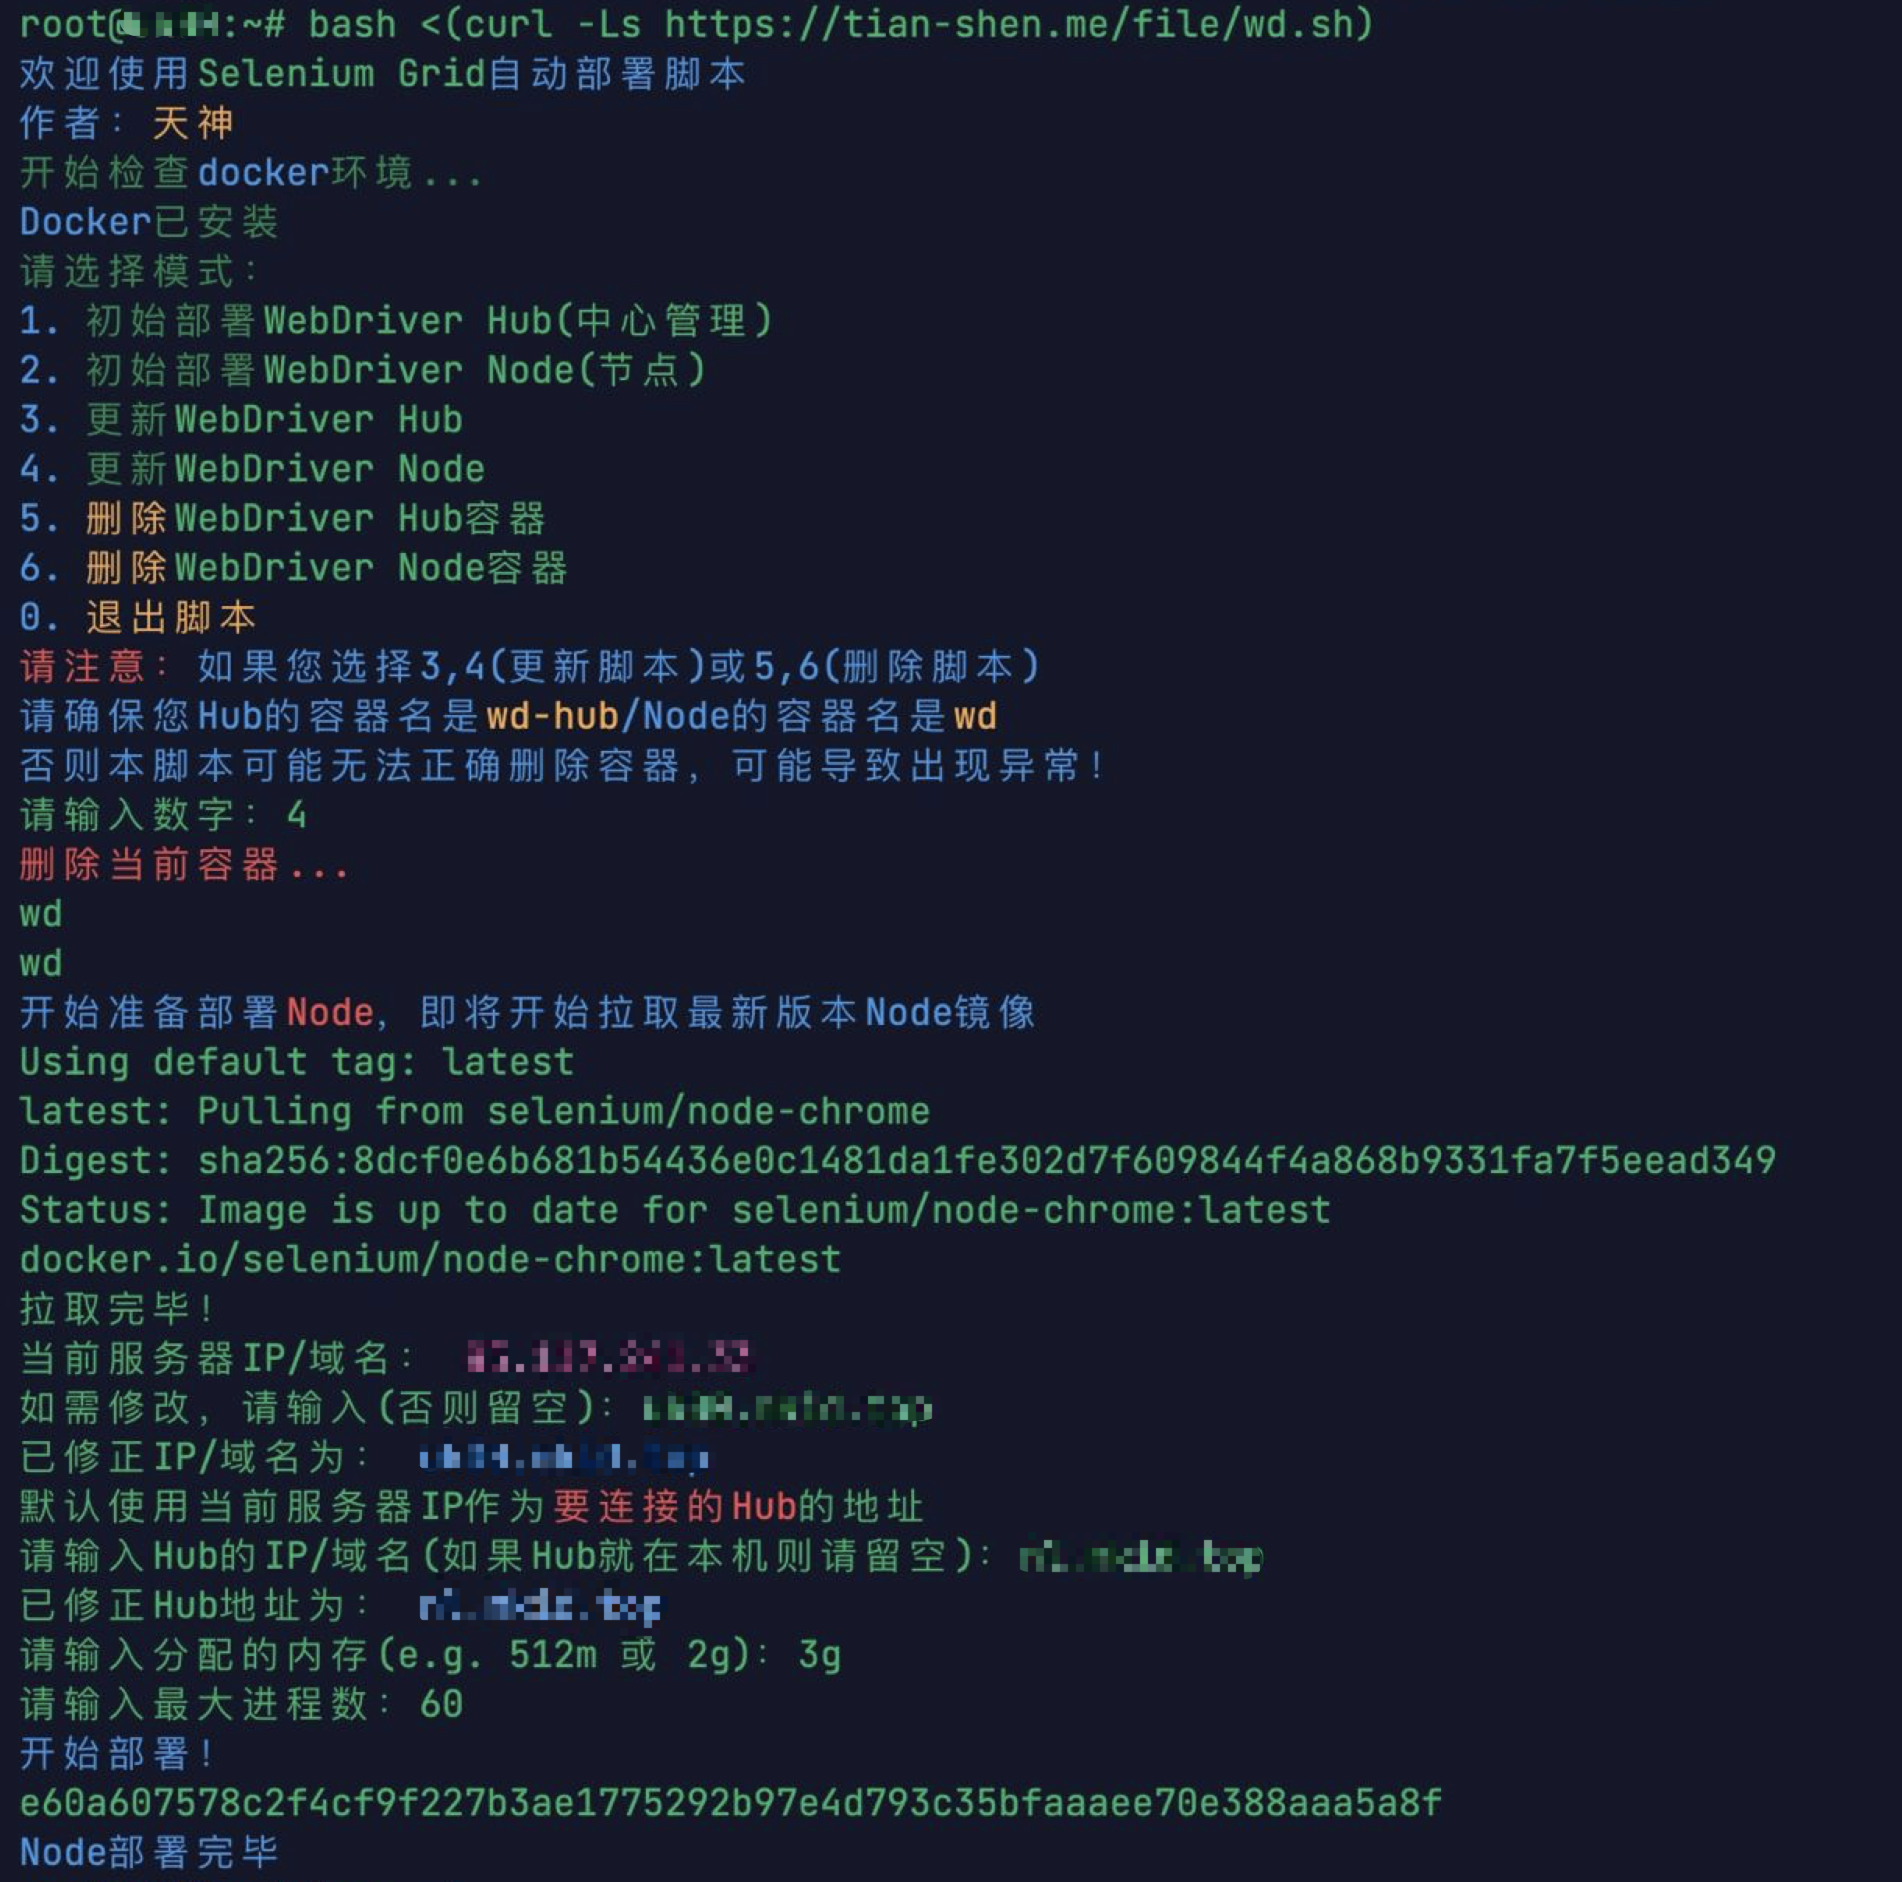 root@:~# bash <(curl -Ls https://tian-shen.me/file/wd.sh)
欢迎使用Selenium Grid自动部署脚本
作者：天神
开始检查docker环境...
Docker已安装
请选择模式：
1. 初始部署WebDriver Hub(中心管理)
2. 初始部署WebDriver Node(节点)
3. 更新WebDriver Hub
4. 更新WebDriver Node
5. 删除WebDriver Hub容器
6. 删除WebDriver Node容器
0. 退出脚本
请注意：如果您选择3,4(更新脚本)或5,6(删除脚本)
请确保您Hub的容器名是wd-hub/Node的容器名是wd
否则本脚本可能无法正确删除容器，可能导致出现异常！
请输入数字：4
删除当前容器...
wd
wd
开始准备部署Node，即将开始拉取最新版本Node镜像
Using default tag: latest
latest: Pulling from selenium/node-chrome
Digest: sha256:8dcf0e6b681b54436e0c1481da1fe302d7f609844f4a868b9331fa7f5eead349
Status: Image is up to date for selenium/node-chrome:latest
docker.io/selenium/node-chrome:latest
拉取完毕！
当前服务器IP/域名：
如需修改，请输入(否则留空)：
已修正IP/域名为：
默认使用当前服务器IP作为要连接的Hub的地址
请输入Hub的IP/域名(如果Hub就在本机则请留空)：
已修正Hub地址为：
请输入分配的内存(e.g. 512m 或 2g)：3g
请输入最大进程数：60
开始部署！
e60a607578c2f4cf9f227b3ae1775292b97e4d793c35bfaaaee70e388aaa5a8f
Node部署完毕